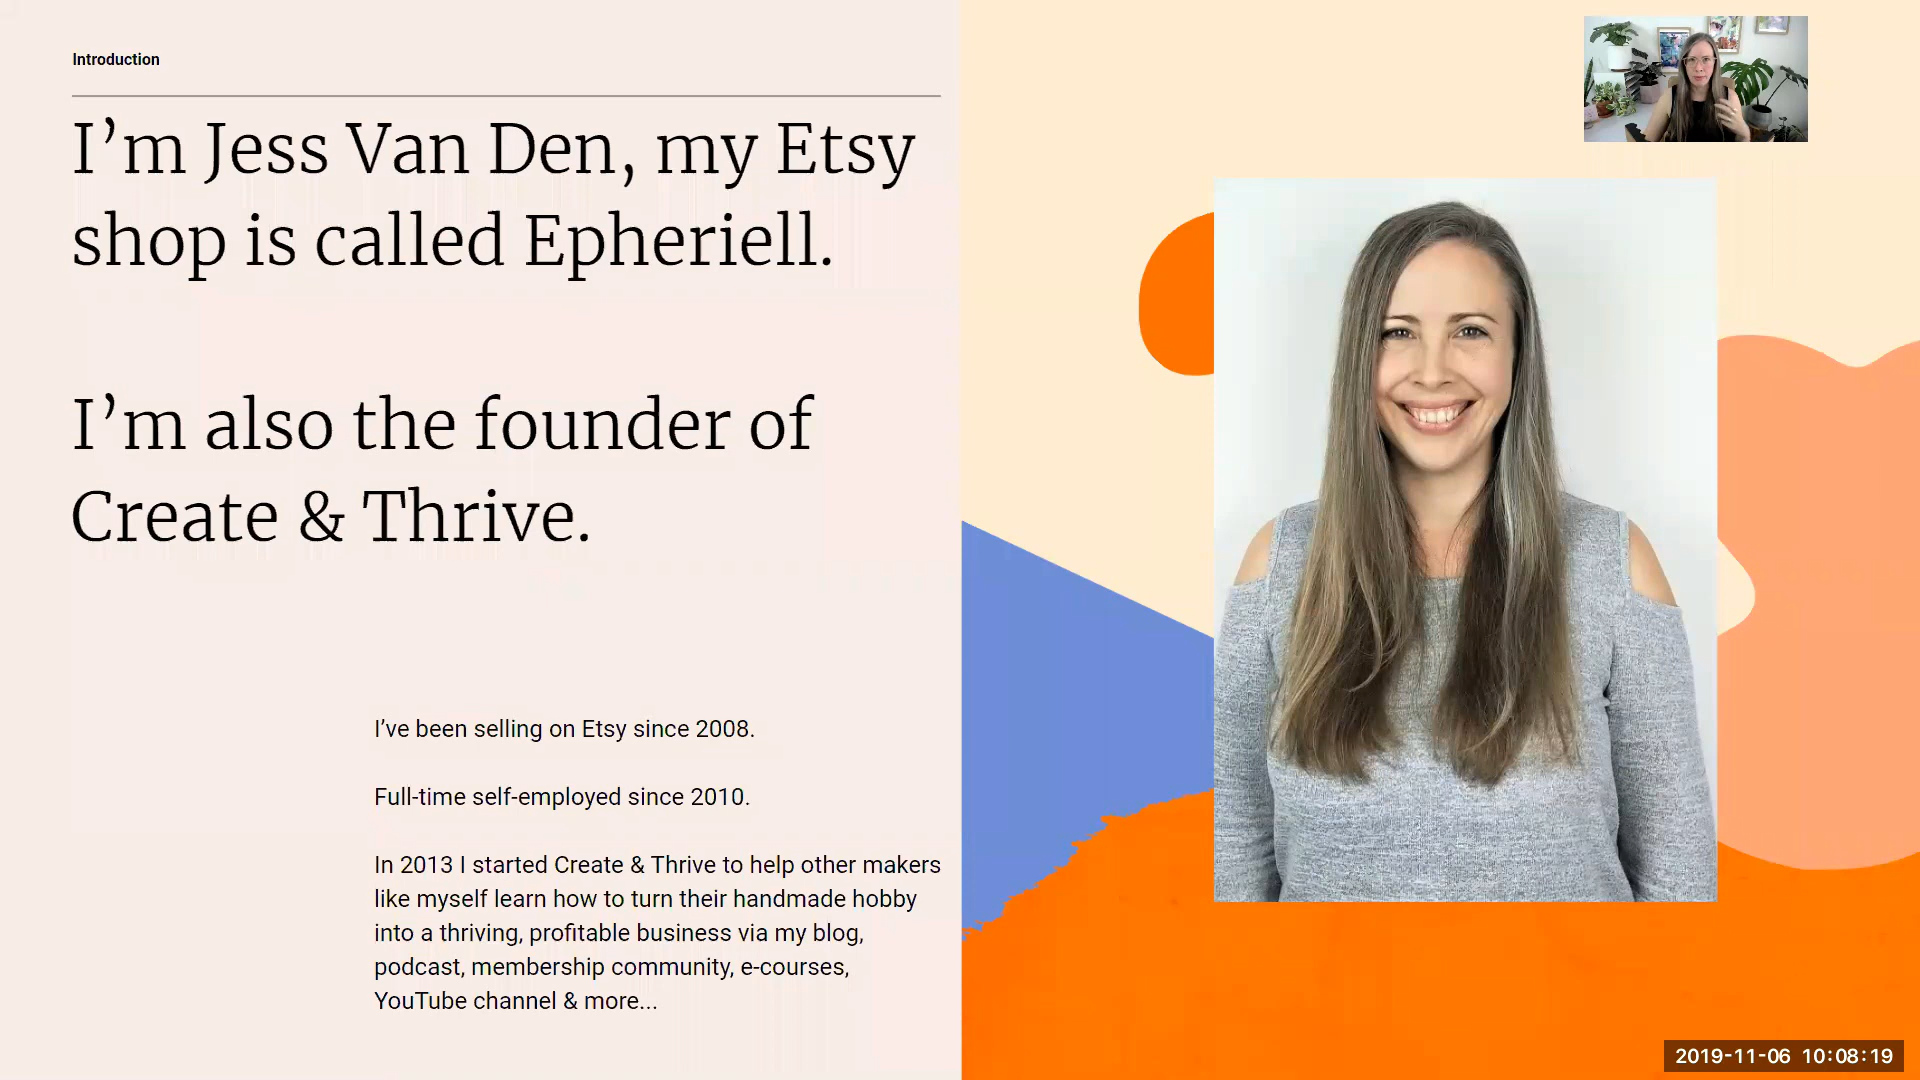 Introduction
I’m Jess Van Den, my Etsy
shop is called Epheriell.
I’m also the founder of
Create & Thrive.
I’ve been selling on Etsy since 2008.
Full-time self-employed since 2010.
In 2013 I started Create & Thrive to help other makers
like myself learn how to turn their handmade hobby
into a thriving, profitable business via my blog,
podcast, membership community, e-courses,
YouTube channel & more...
2019-11-06 10:08:19